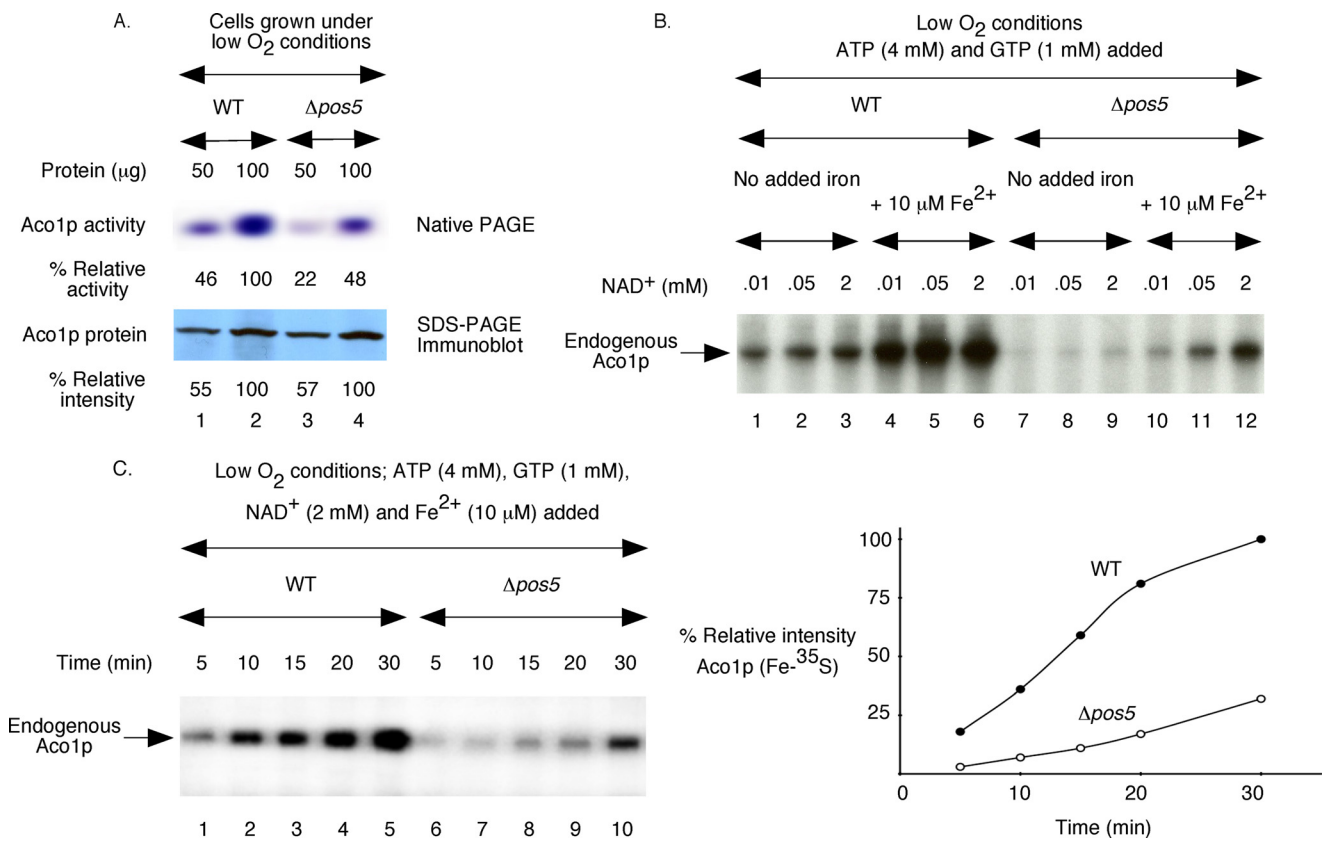 A.
Cells grown under
low O2 conditions
WT Δpos5
Protein (μg) 50 100 50 100
Aco1p activity Native PAGE
% Relative
activity 46 100 22 48
Aco1p protein SDS-PAGE
Immunoblot
% Relative
intensity 55 100 57 100
1 2 3 4
B.
Low O2 conditions
ATP (4 mM) and GTP (1 mM) added
WT Δpos5
No added iron No added iron
+ 10 μM Fe2+ + 10 μM Fe2+
NAD+ (mM) .01 .05 2 .01 .05 2 .01 .05 2 .01 .05 2
Endogenous
Aco1p
1 2 3 4 5 6 7 8 9 10 11 12
C.
Low O2 conditions; ATP (4 mM), GTP (1 mM),
NAD+ (2 mM) and Fe2+ (10 μM) added
WT Δpos5
Time (min) 5 10 15 20 30 5 10 15 20 30
Endogenous
Aco1p
1 2 3 4 5 6 7 8 9 10
100
75
50
25
% Relative intensity
Aco1p (Fe-35S)
WT
Δpos5
0 10 20 30
Time (min)